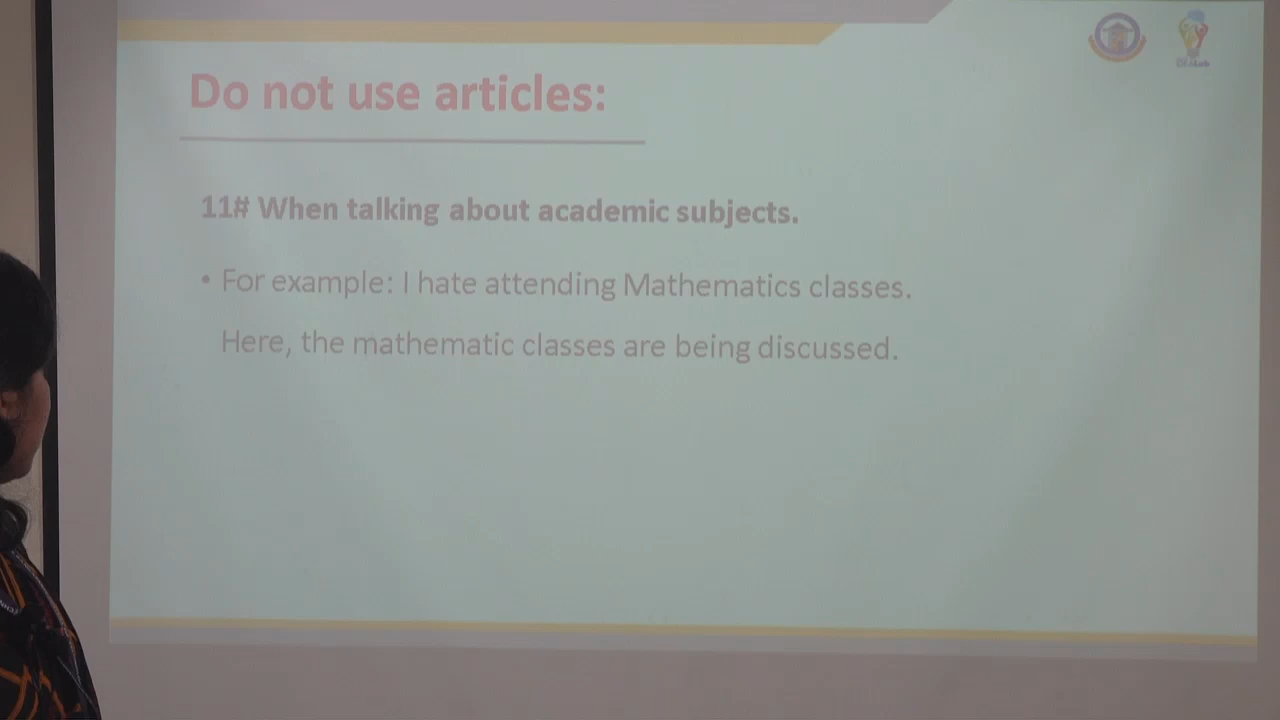 Do not use articles:
11# When talking about academic subjects.
• For example: I hate attending Mathematics classes.
Here, the mathematic classes are being discussed.